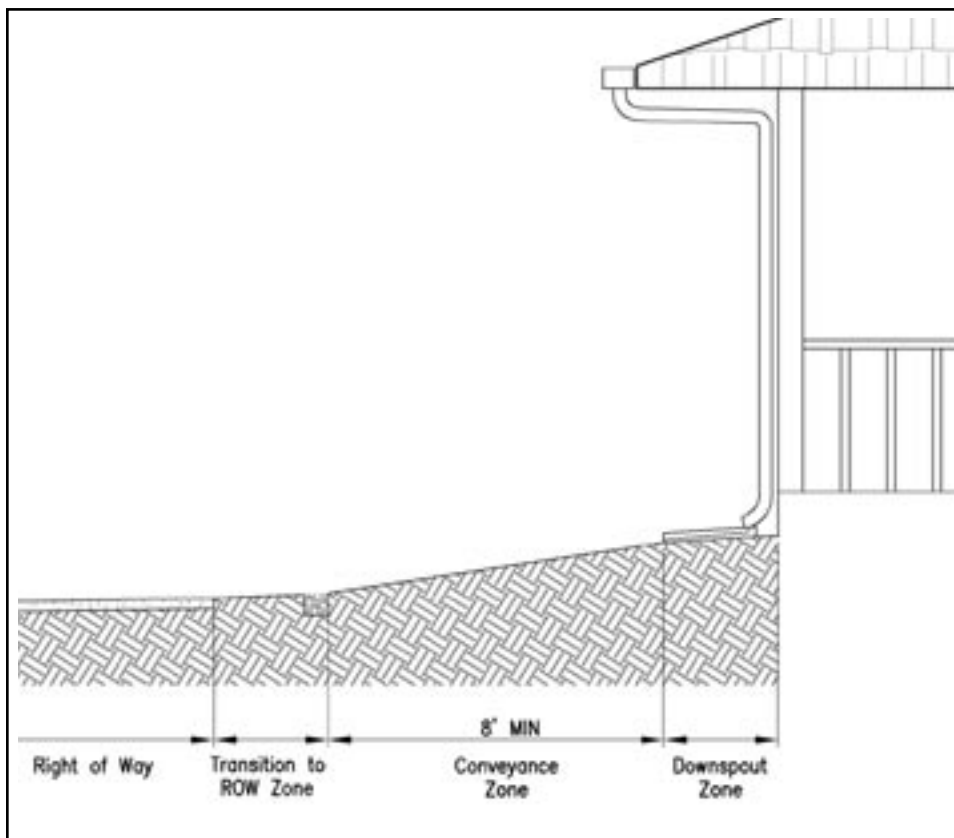 8' MIN
Right of Way
Transition to
ROW Zone
Conveyance
Zone
Downspout
Zone